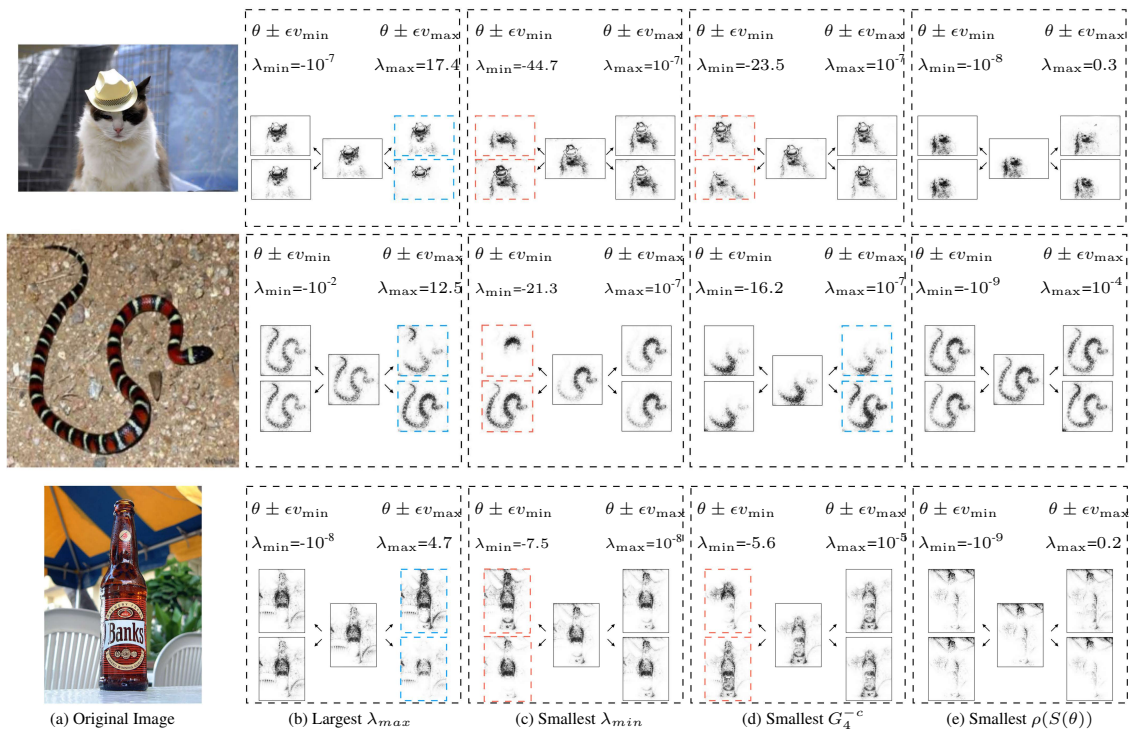 θ ± ϵv_min θ ± ϵv_max
λ_min=-10^-7 λ_max=17.4
θ ± ϵv_min θ ± ϵv_max
λ_min=-44.7 λ_max=10^-7
θ ± ϵv_min θ ± ϵv_max
λ_min=-23.5 λ_max=10^-7
θ ± ϵv_min θ ± ϵv_max
λ_min=-10^-8 λ_max=0.3
θ ± ϵv_min θ ± ϵv_max
λ_min=-10^-2 λ_max=12.5
θ ± ϵv_min θ ± ϵv_max
λ_min=-21.3 λ_max=10^-7
θ ± ϵv_min θ ± ϵv_max
λ_min=-16.2 λ_max=10^-7
θ ± ϵv_min θ ± ϵv_max
λ_min=-10^-9 λ_max=10^-4
θ ± ϵv_min θ ± ϵv_max
λ_min=-10^-8 λ_max=4.7
θ ± ϵv_min θ ± ϵv_max
λ_min=-7.5 λ_max=10^-8
θ ± ϵv_min θ ± ϵv_max
λ_min=-5.6 λ_max=10^-5
θ ± ϵv_min θ ± ϵv_max
λ_min=-10^-9 λ_max=0.2
Banks
(a) Original Image
(b) Largest λ_max
(c) Smallest λ_min
(d) Smallest G_4^-c
(e) Smallest ρ(S(θ))